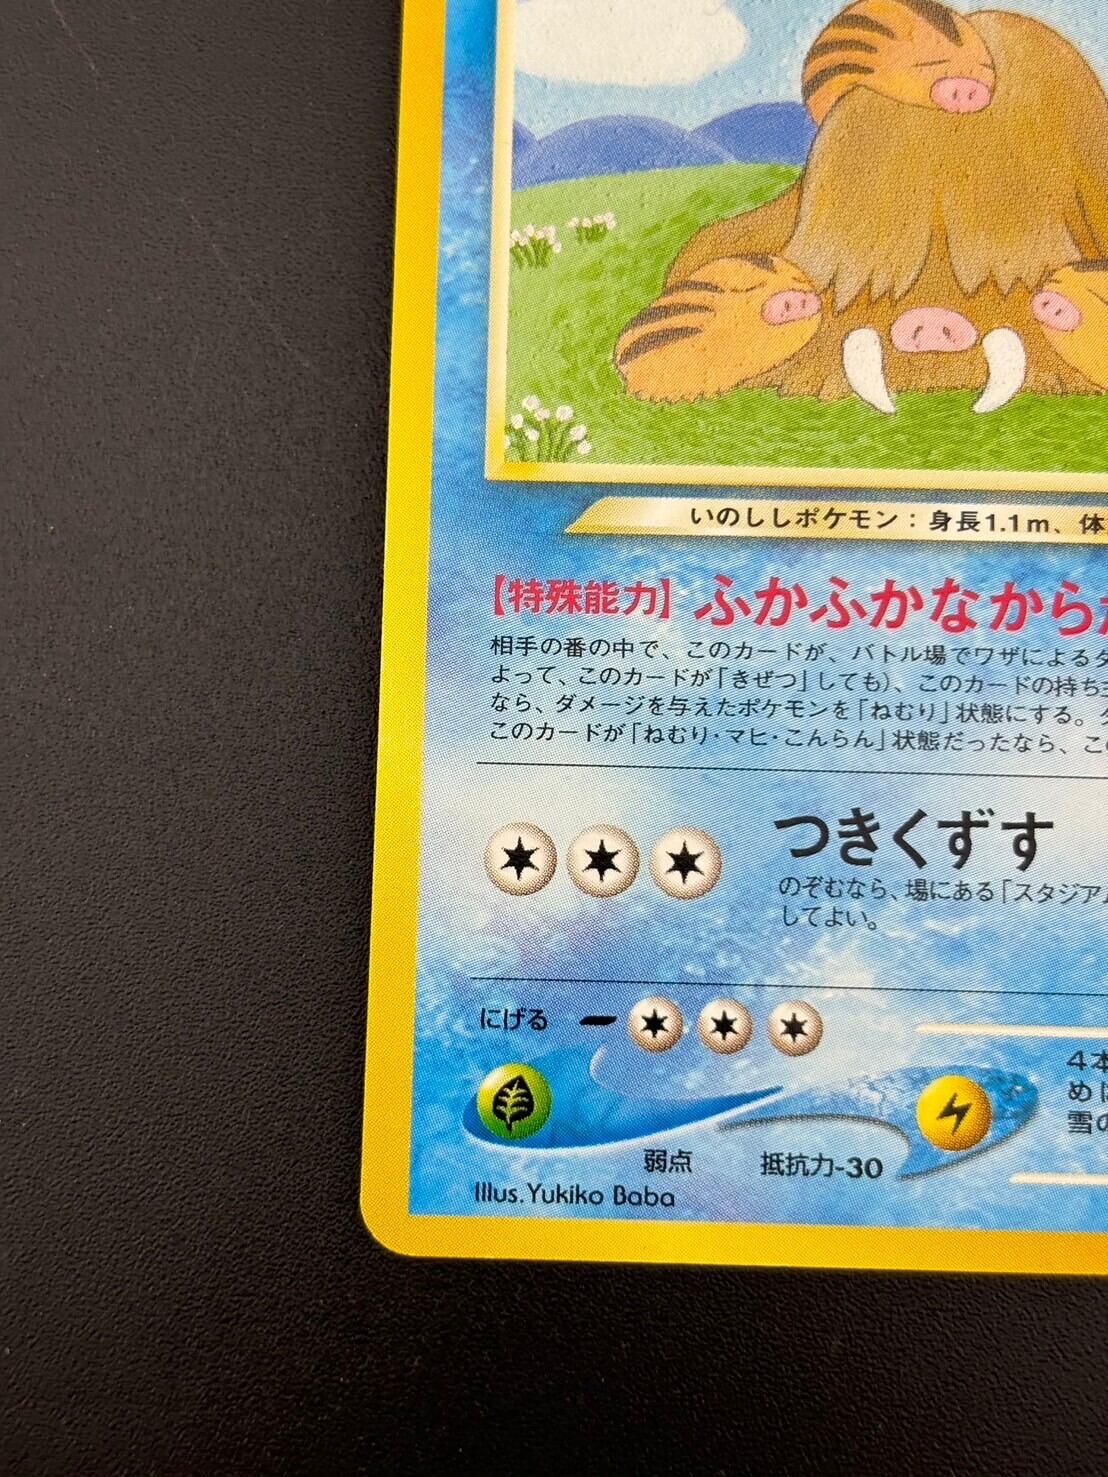 いのししポケモン：身長1.1m、体
【特殊能力】ふかふかなから
相手の番の中で、このカードが、バトル場でワザによる
よって、このカードが「きぜつ」しても)、このカードの持ち
なら、ダメージを与えたポケモンを「ねむり」状態にする。
このカードが「ねむり・マヒ・こんらん」状態だったなら、こ
つきくずす
のぞむなら、場にある「スタジア
してよい。
にげる
4本
めに
雪の
弱点 抵抗力-30
Illus.Yukiko Baba